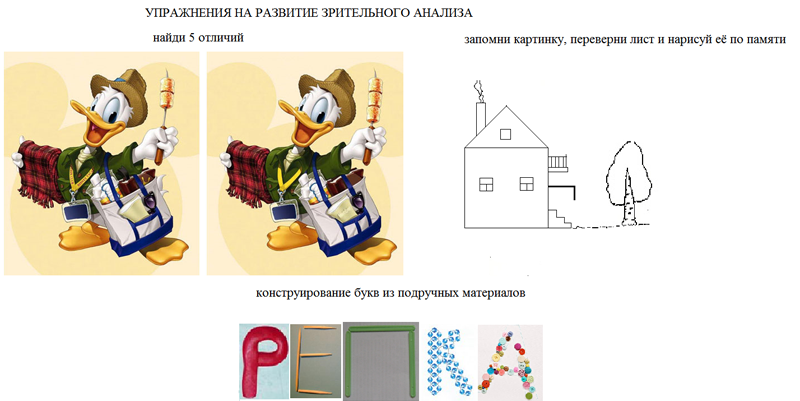 УПРАЖНЕНИЯ НА РАЗВИТИЕ ЗРИТЕЛЬНОГО АНАЛИЗА
найди 5 отличий
запомни картинку, переверни лист и нарисуй её по памяти
конструирование букв из подручных материалов
РЕПКА